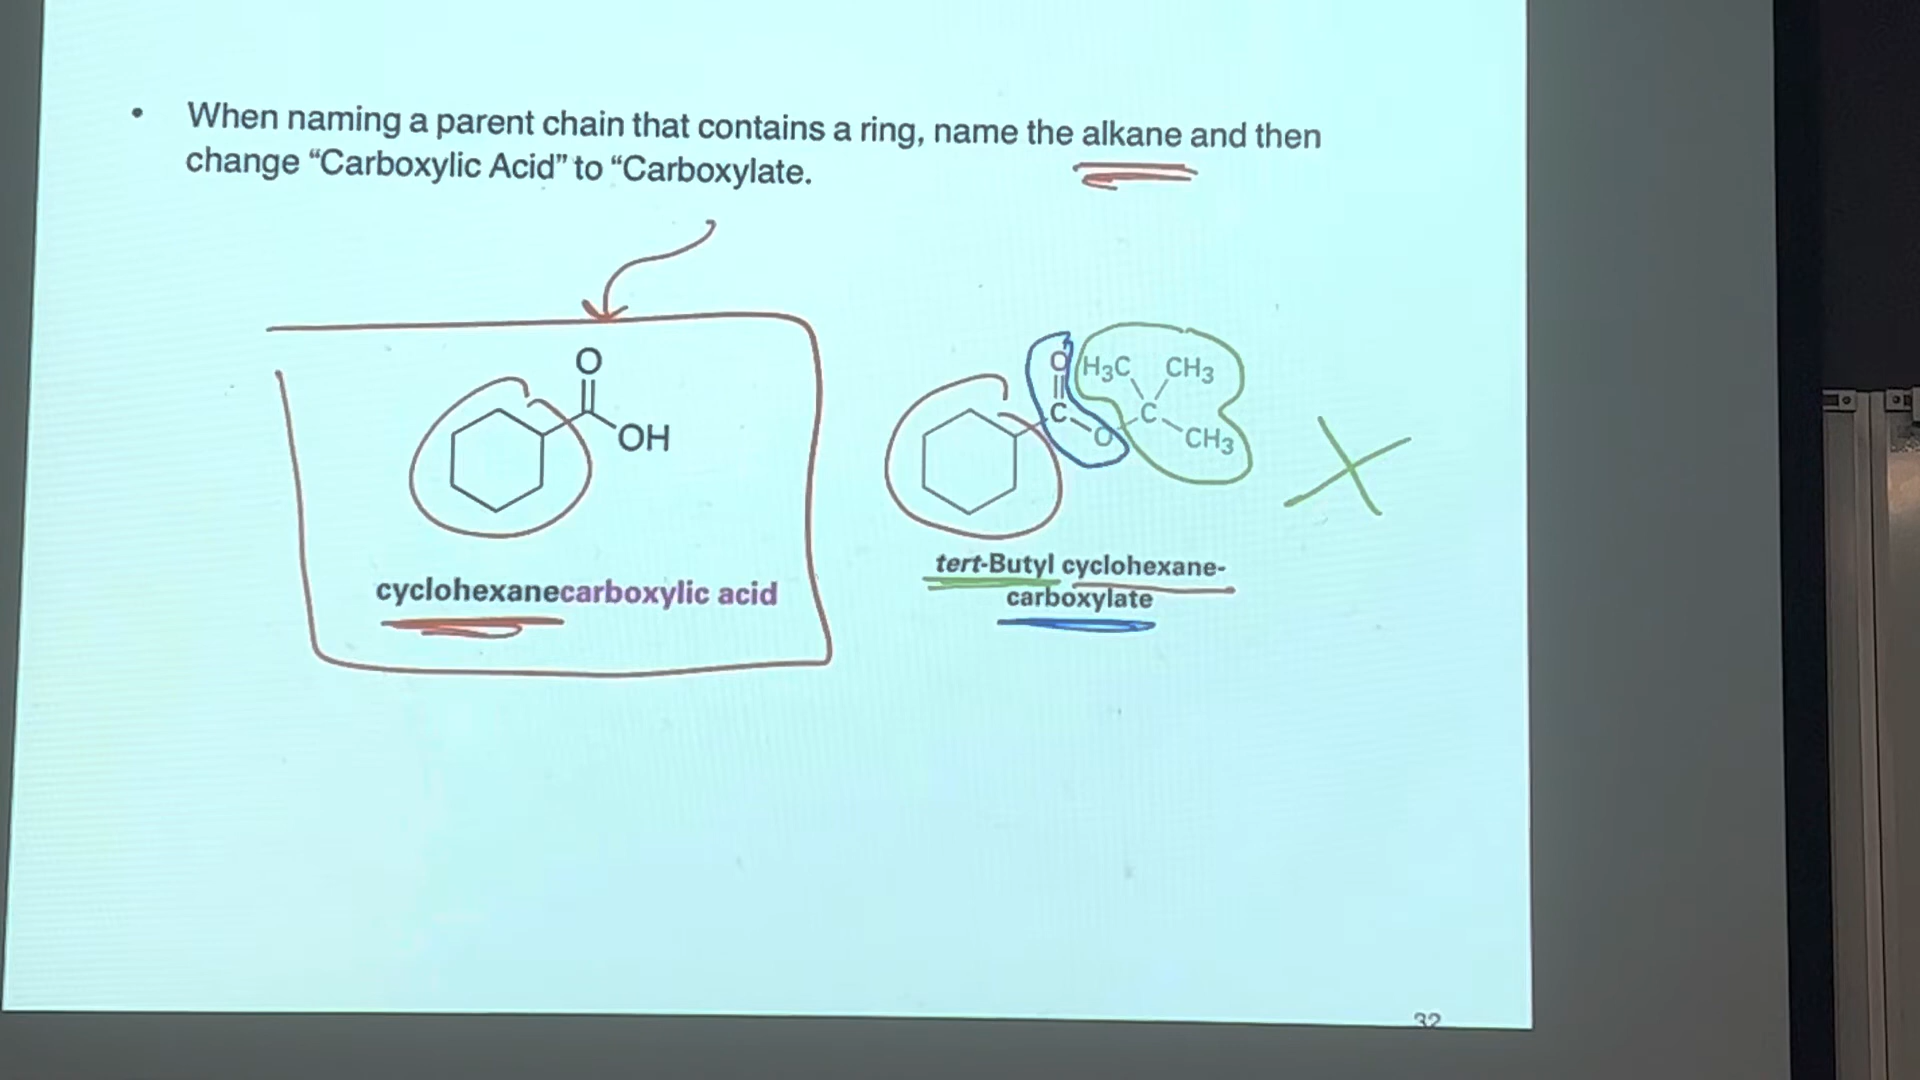 • When naming a parent chain that contains a ring, name the alkane and then
change “Carboxylic Acid” to “Carboxylate.
O
OH
cyclohexanecarboxylic acid
O H₃C CH₃
C C
O CH₃
tert-Butyl cyclohexane-
carboxylate
32